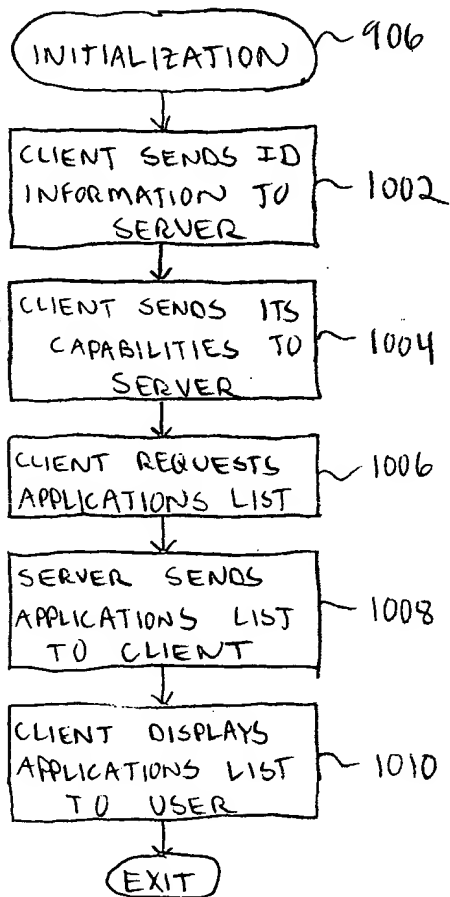 INITIALIZATION
906
CLIENT SENDS ID
INFORMATION TO
SERVER
1002
CLIENT SENDS ITS
CAPABILITIES TO
SERVER
1004
CLIENT REQUESTS
APPLICATIONS LIST
1006
SERVER SENDS
APPLICATIONS LIST
TO CLIENT
1008
CLIENT DISPLAYS
APPLICATIONS LIST
TO USER
1010
EXIT